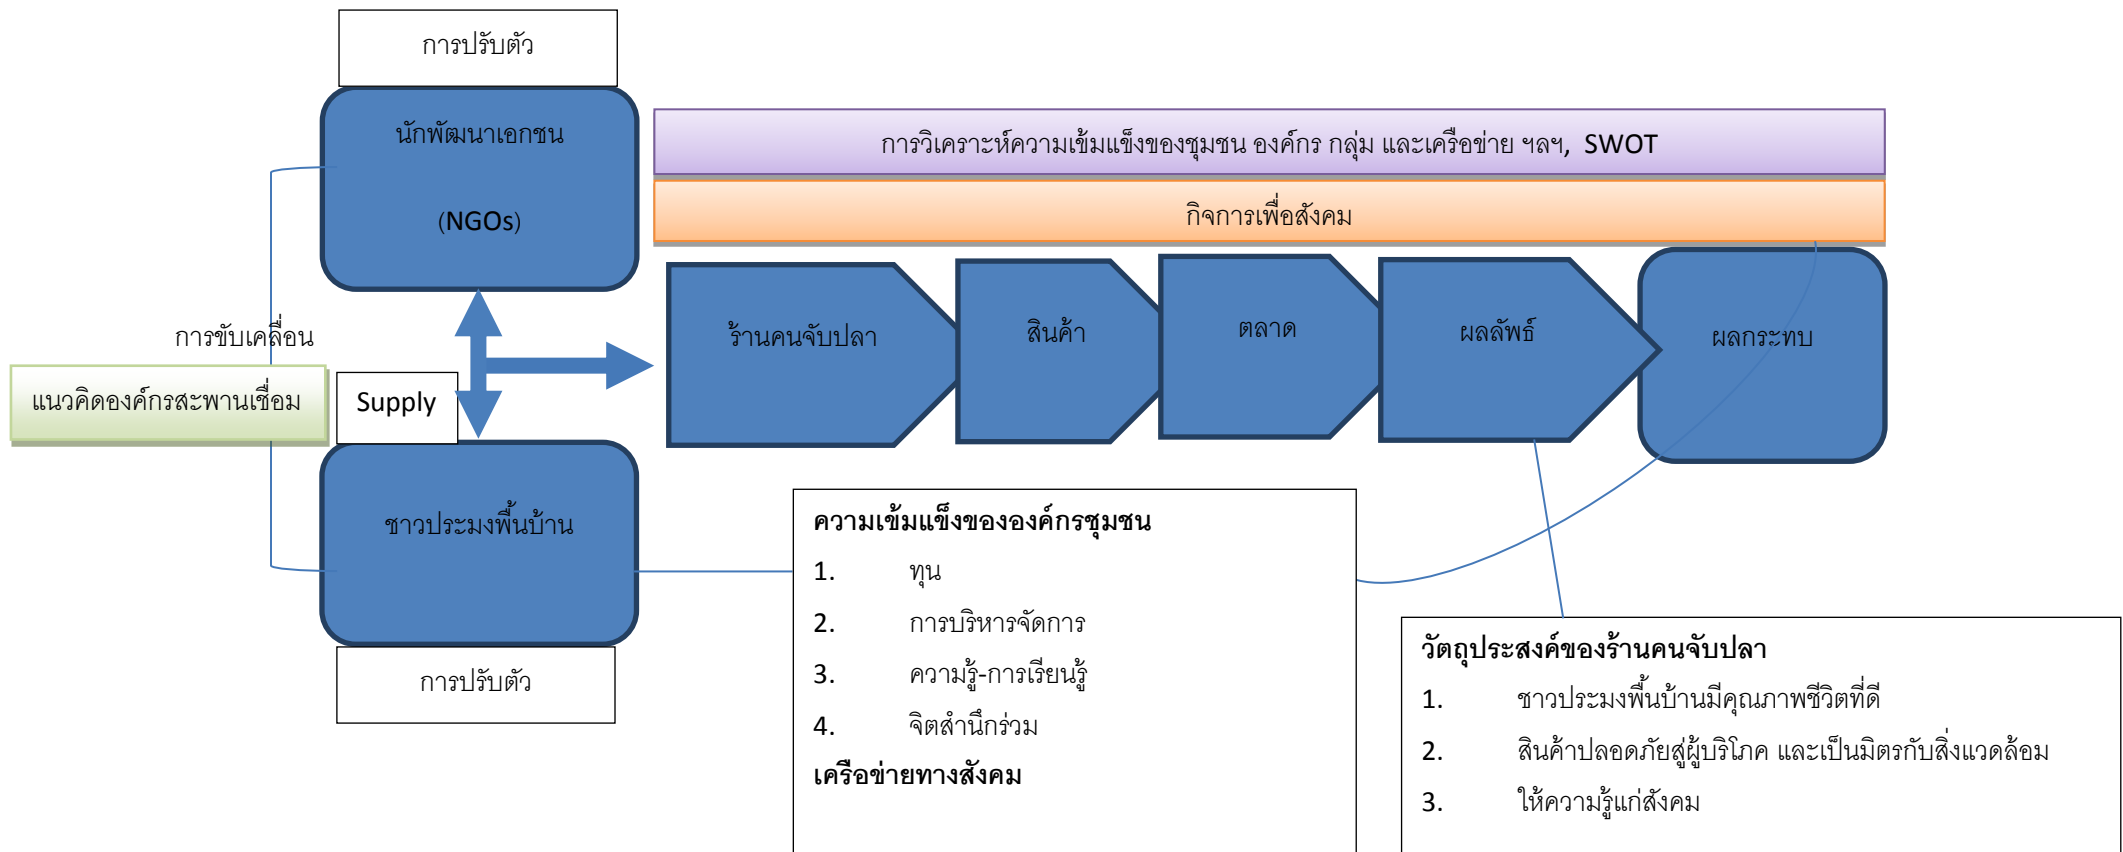 การปรับตัว
นักพัฒนาเอกชน
(NGOs)
การวิเคราะห์ความเข้มแข็งของชุมชน องค์กร กลุ่ม และเครือข่าย ฯลฯ, SWOT
กิจการเพื่อสังคม
การขับเคลื่อน
แนวคิดองค์กรสะพานเชื่อม
Supply
ร้านคนจับปลา
สินค้า
ตลาด
ผลลัพธ์
ผลกระทบ
ชาวประมงพื้นบ้าน
การปรับตัว
ความเข้มแข็งขององค์กรชุมชน
1. ทุน
2. การบริหารจัดการ
3. ความรู้-การเรียนรู้
4. จิตสำนึกร่วม
เครือข่ายทางสังคม
วัตถุประสงค์ของร้านคนจับปลา
1. ชาวประมงพื้นบ้านมีคุณภาพชีวิตที่ดี
2. สินค้าปลอดภัยสู่ผู้บริโภค และเป็นมิตรกับสิ่งแวดล้อม
3. ให้ความรู้แก่สังคม